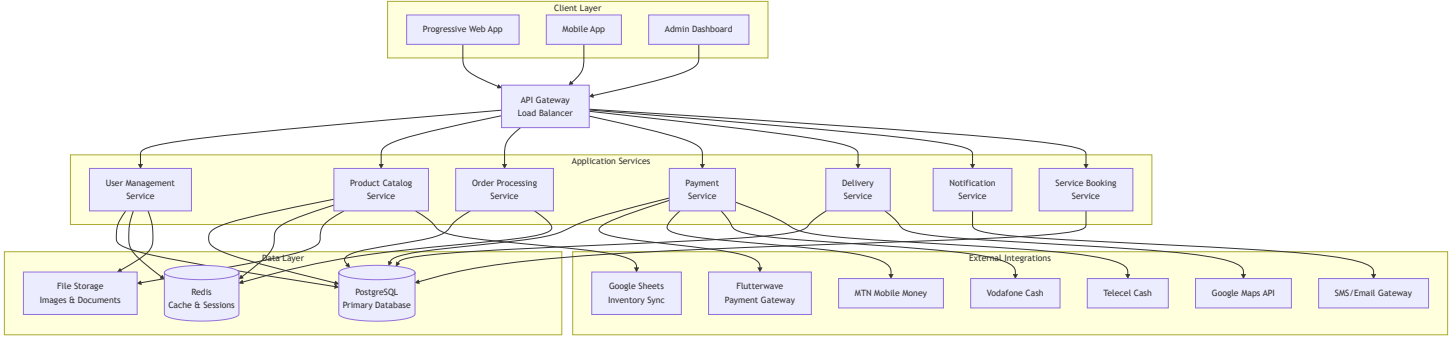 Client Layer
Progressive Web App
Mobile App
Admin Dashboard
API Gateway
Load Balancer
Application Services
User Management
Service
Product Catalog
Service
Order Processing
Service
Payment
Service
Delivery
Service
Notification
Service
Service Booking
Service
Data Layer
File Storage
Images & Documents
Redis
Cache & Sessions
PostgreSQL
Primary Database
External Integrations
Google Sheets
Inventory Sync
Flutterwave
Payment Gateway
MTN Mobile Money
Vodafone Cash
Telecel Cash
Google Maps API
SMS/Email Gateway